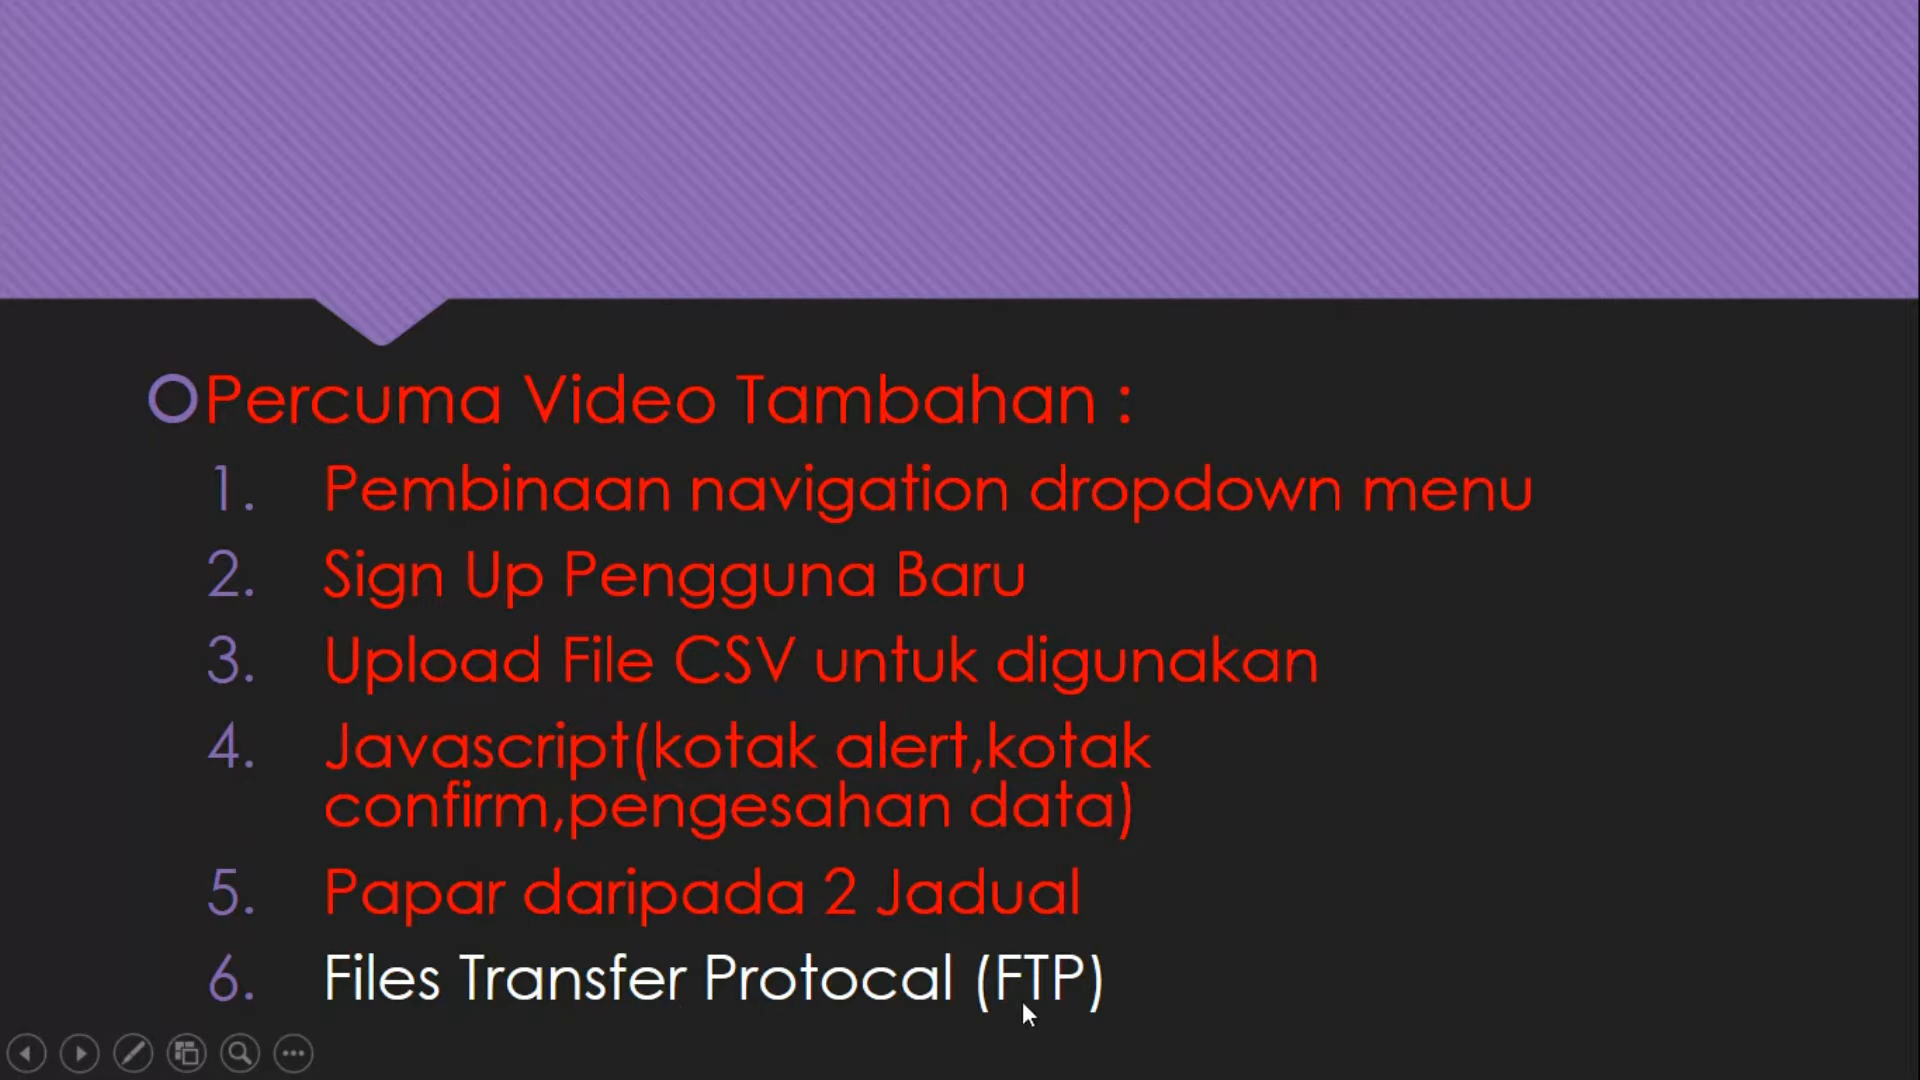 Percuma Video Tambahan :
1. Pembinaan navigation dropdown menu
2. Sign Up Pengguna Baru
3. Upload File CSV untuk digunakan
4. Javascript(kotak alert,kotak
confirm,pengesahan data)
5. Papar daripada 2 Jadual
6. Files Transfer Protocal (FTP)